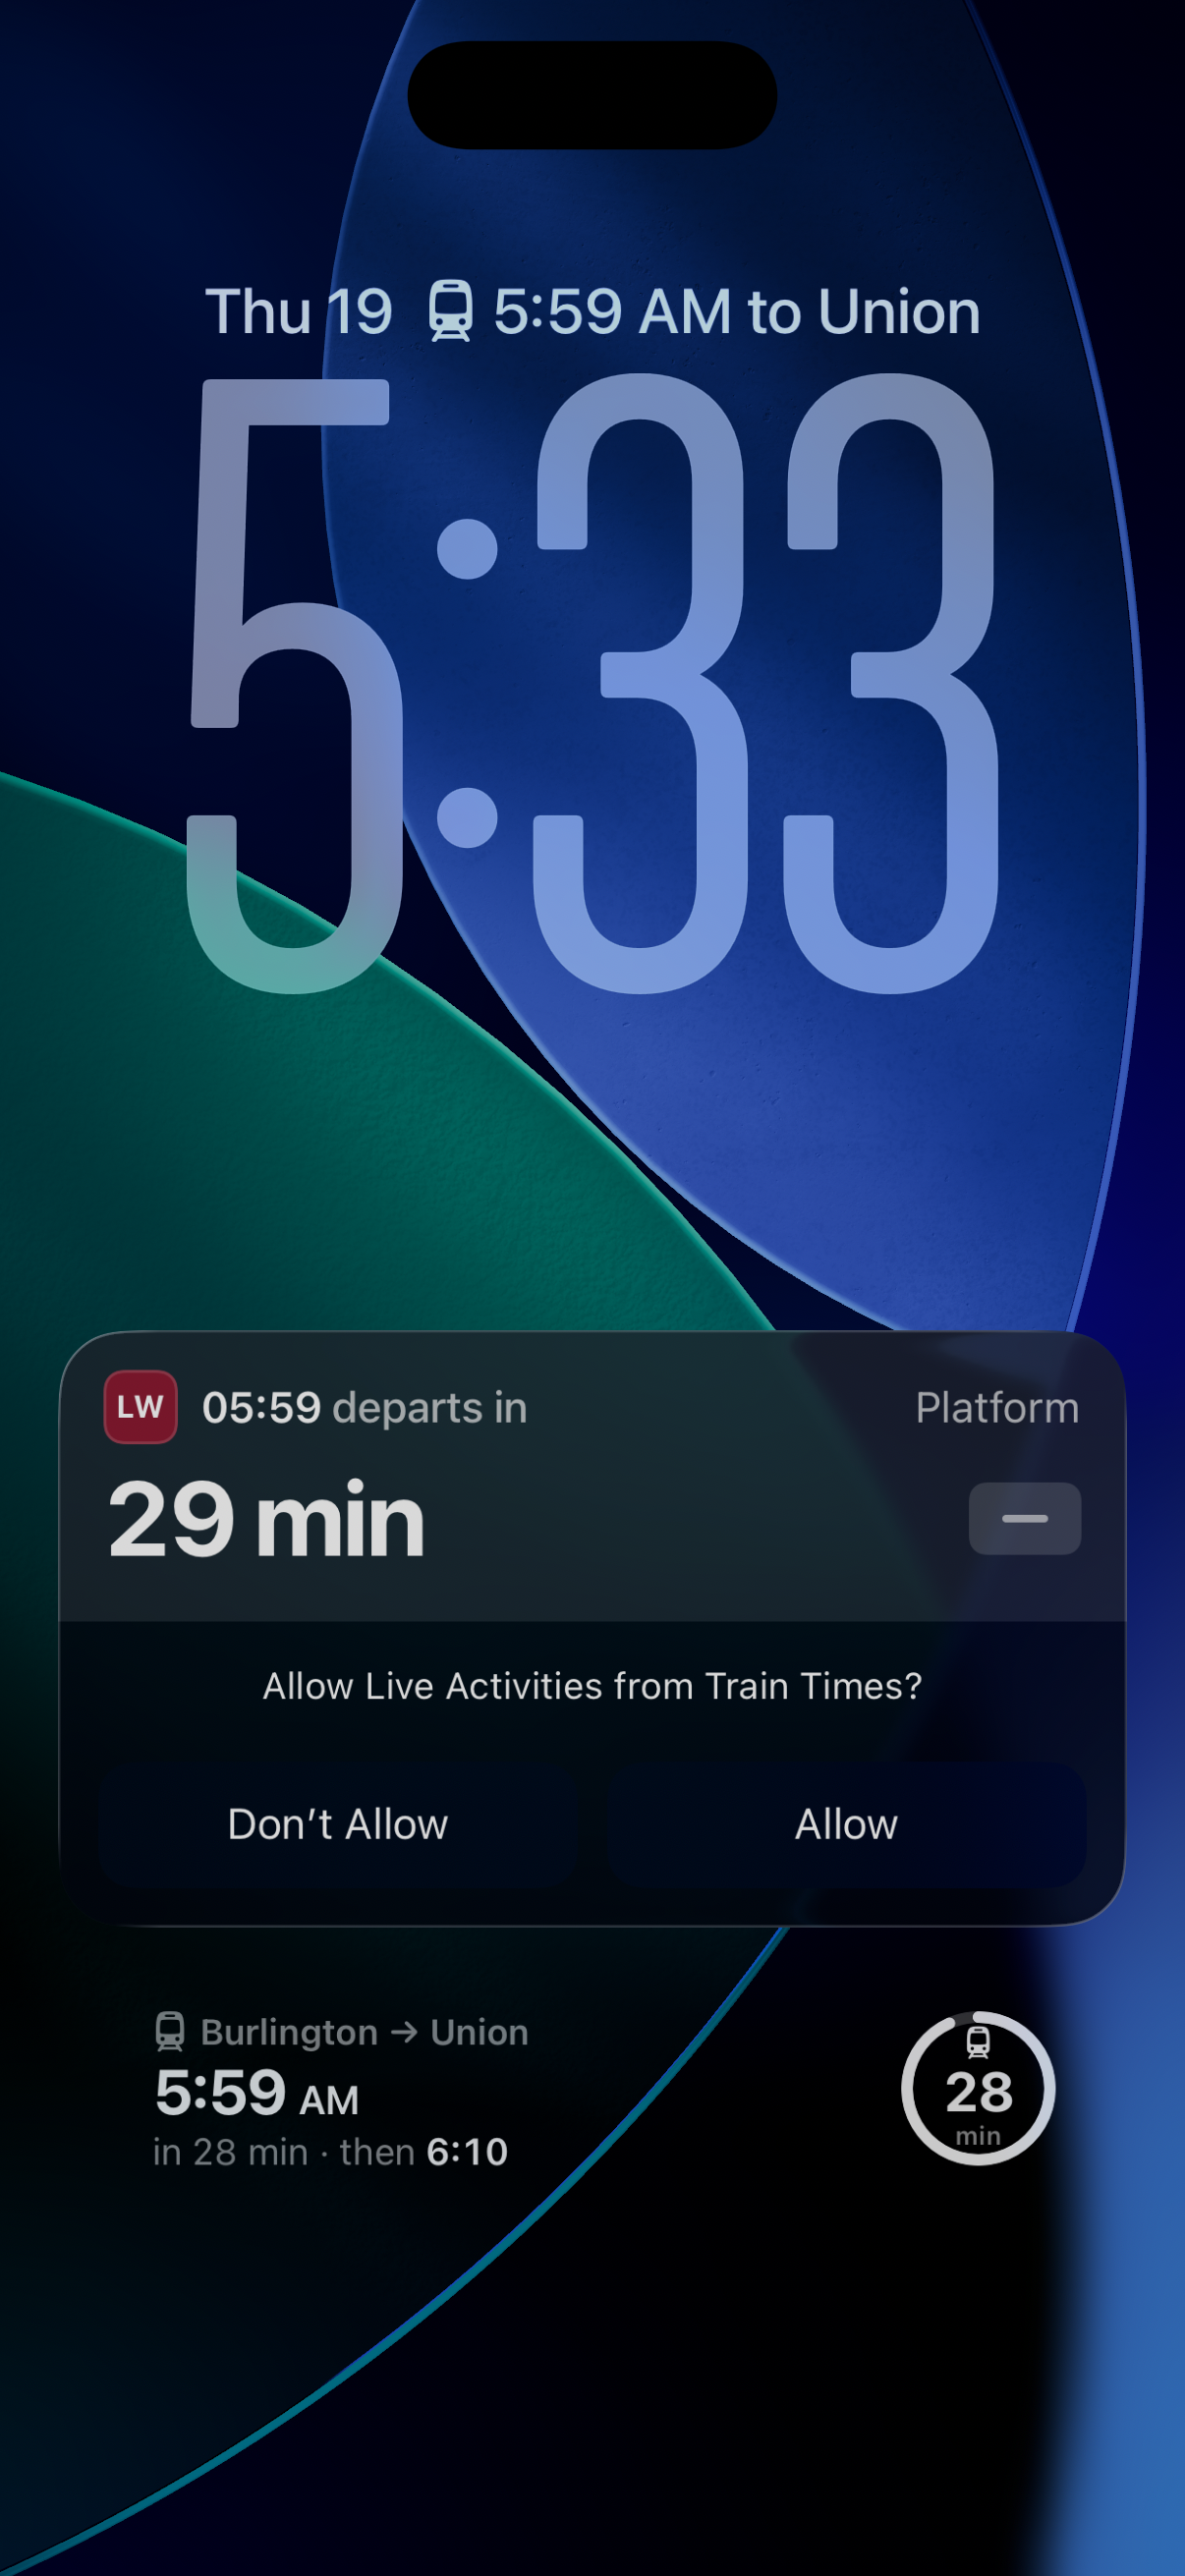 Thu 19 5:59 AM to Union
5:33
LW 05:59 departs in Platform
29 min —
Allow Live Activities from Train Times?
Don’t Allow Allow
Burlington → Union
5:59 AM
in 28 min · then 6:10
28
min